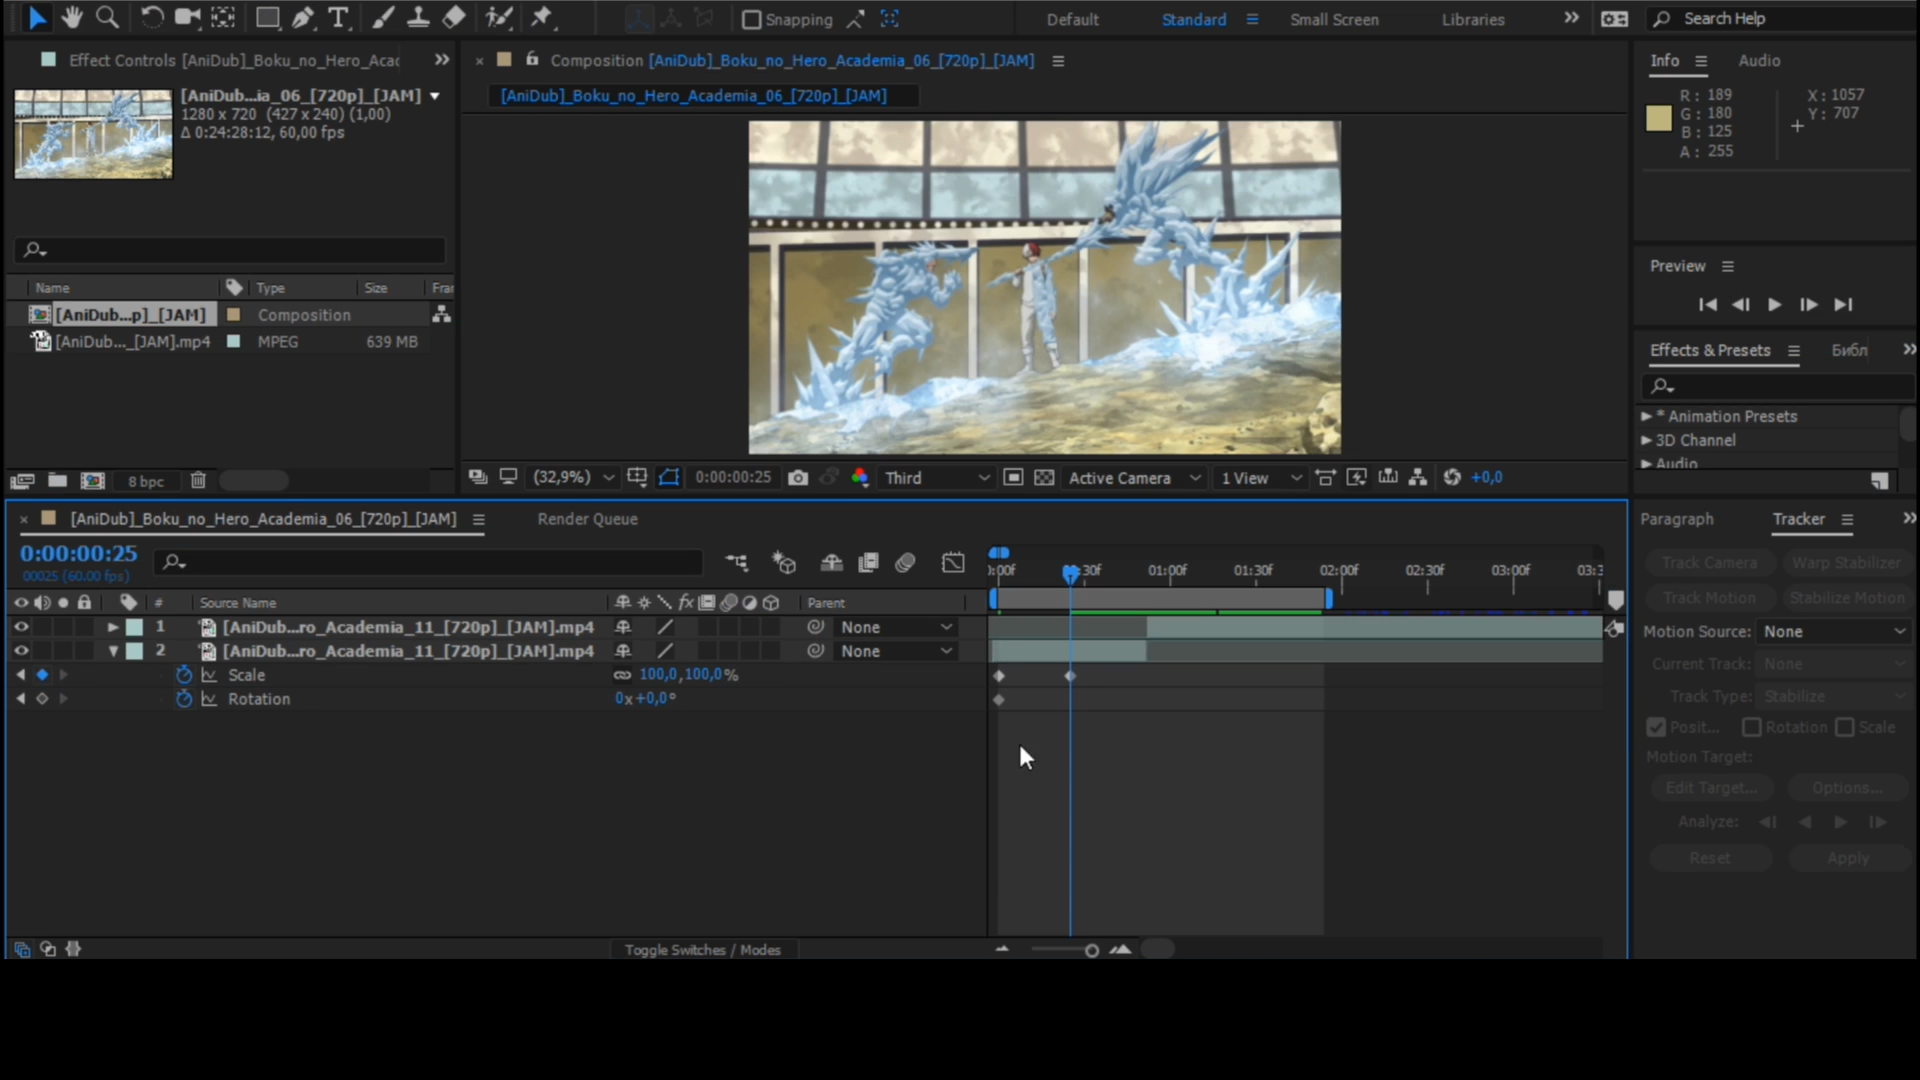 Snapping
Default
Standard
Small Screen
Libraries
Search Help
Effect Controls [AniDub]_Boku_no_Hero_Acac
Composition [AniDub]_Boku_no_Hero_Academia_06_[720p]_[JAM]
Info
Audio
[AniDub...ia_06_[720p]_[JAM]
1280 x 720 (427 x 240) (1,00)
Δ 0:24:28:12, 60,00 fps
[AniDub]_Boku_no_Hero_Academia_06_[720p]_[JAM]
R: 189
G: 180
B: 125
A: 255
X: 1057
Y: 707
Preview
Name
Type
Size
Frar
[AniDub...p]_[JAM]
Composition
[AniDub..._[JAM].mp4
MPEG
639 MB
Effects & Presets
Библ
* Animation Presets
3D Channel
Audio
8 bpc
(32,9%)
0:00:00:25
Third
Active Camera
1 View
+0,0
[AniDub]_Boku_no_Hero_Academia_06_[720p]_[JAM]
Render Queue
Paragraph
Tracker
0:00:00:25
00025 (60.00 fps)
):00f
:30f
01:00f
01:30f
02:00f
02:30f
03:00f
03:3
Track Camera
Warp Stabilizer
Track Motion
Stabilize Motion
#
Source Name
fx
Parent
1
[AniDub...ro_Academia_11_[720p]_[JAM].mp4
None
2
[AniDub...ro_Academia_11_[720p]_[JAM].mp4
None
Scale
100,0,100,0%
Rotation
0x+0,0°
Motion Source:
None
Current Track:
None
Track Type:
Stabilize
Posit...
Rotation
Scale
Motion Target:
Edit Target...
Options...
Analyze:
Reset
Apply
Toggle Switches / Modes